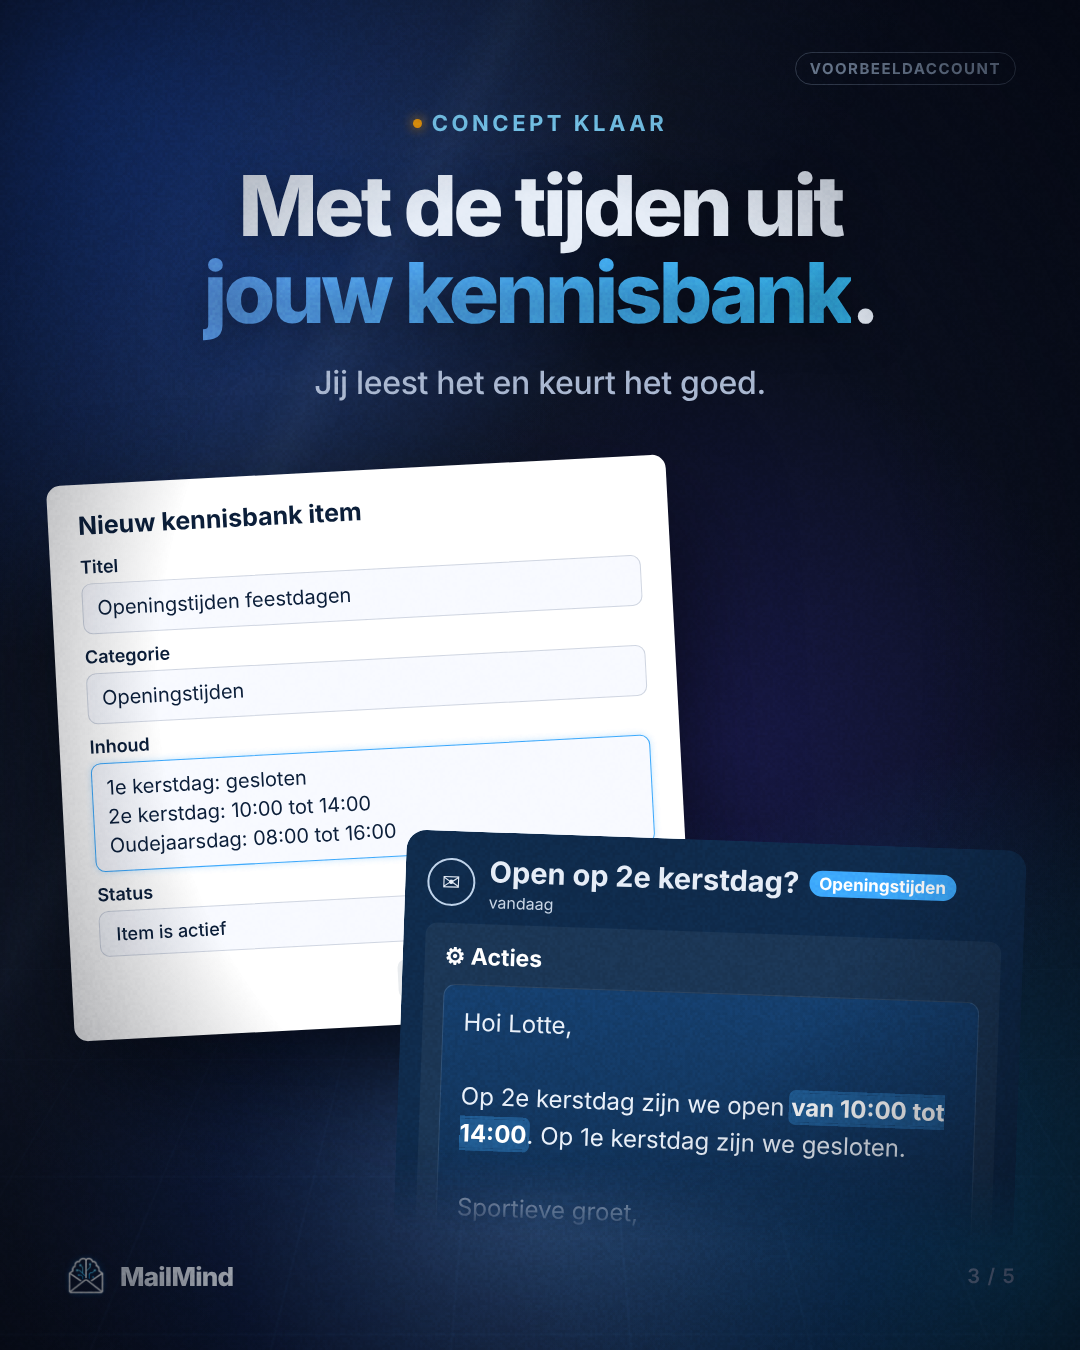 VOORBEELDACCOUNT
CONCEPT KLAAR
Met de tijden uit
jouw kennisbank.
Jij leest het en keurt het goed.
Nieuw kennisbank item
Titel
Openingstijden feestdagen
Categorie
Openingstijden
Inhoud
1e kerstdag: gesloten
2e kerstdag: 10:00 tot 14:00
Oudejaarsdag: 08:00 tot 16:00
Status
Item is actief
Open op 2e kerstdag? Openingstijden
vandaag
Acties
Hoi Lotte,
Op 2e kerstdag zijn we open van 10:00 tot
14:00. Op 1e kerstdag zijn we gesloten.
Sportieve groet,
MailMind
3 / 5